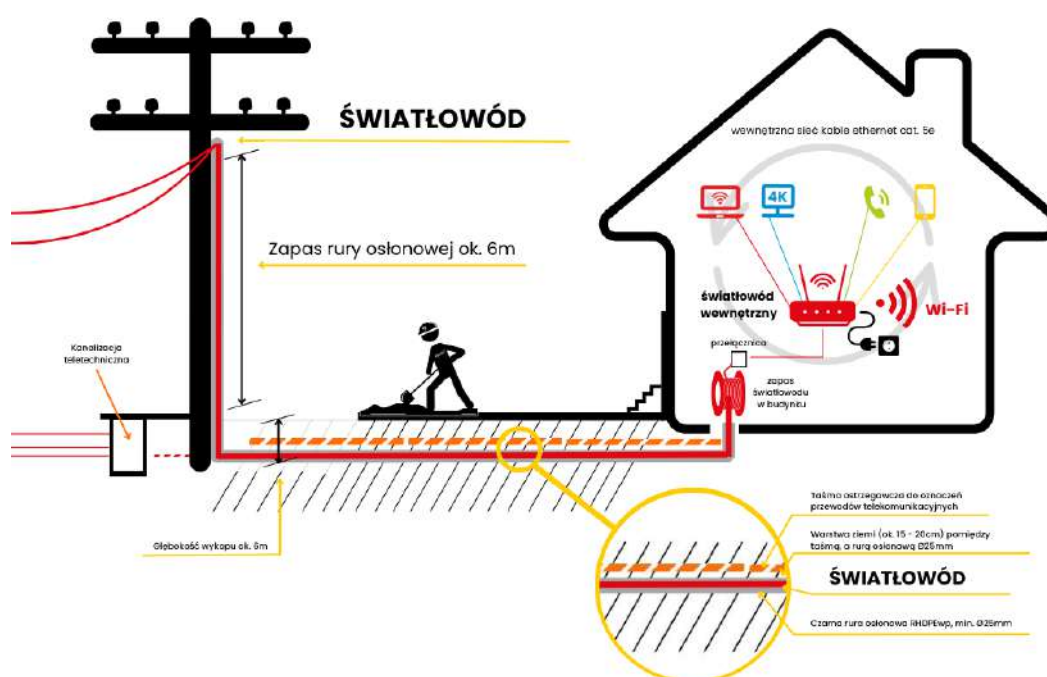 ŚWIATŁOWÓD
wewnętrzna sieć kable ethernet cat. 5e
4K
Zapas rury osłonowej ok. 6m
światłowód
wewnętrzny
Wi-Fi
Kanalizacja
teletechniczna
przełącznica
zapas
światłowodu
w budynku
Głębokość wykopu ok. 6m
Taśma ostrzegawcza do oznaczeń
przewodów telekomunikacyjnych
Warstwa ziemi (ok. 15 - 20cm) pomiędzy
taśmą, a rurą osłonową Ø25mm
ŚWIATŁOWÓD
Czarna rura osłonowa RHDPEwp, min. Ø25mm